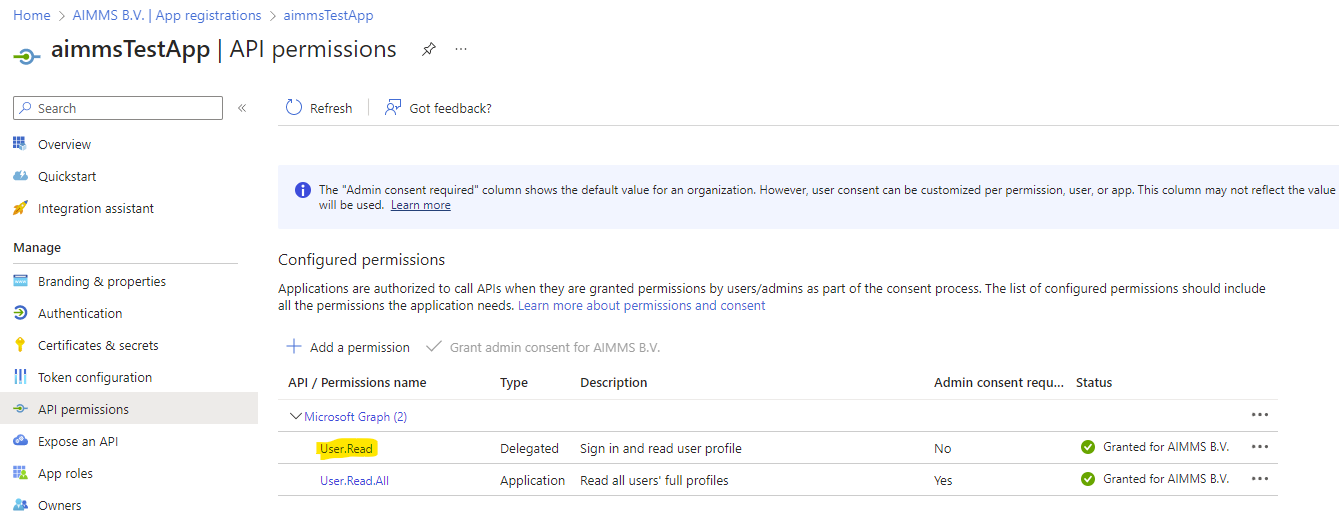 Home > AIMMS B.V. | App registrations > aimmsTestApp
aimmsTestApp | API permissions
Search
«
Refresh
Got feedback?
Overview
Quickstart
Integration assistant
Manage
Branding & properties
Authentication
Certificates & secrets
Token configuration
API permissions
Expose an API
App roles
Owners
The "Admin consent required" column shows the default value for an organization. However, user consent can be customized per permission, user, or app. This column may not reflect the value
will be used. Learn more
Configured permissions
Applications are authorized to call APIs when they are granted permissions by users/admins as part of the consent process. The list of configured permissions should include
all the permissions the application needs. Learn more about permissions and consent
Add a permission Grant admin consent for AIMMS B.V.
API / Permissions name Type Description Admin consent requ... Status
Microsoft Graph (2)
User.Read Delegated Sign in and read user profile No Granted for AIMMS B.V.
User.Read.All Application Read all users' full profiles Yes Granted for AIMMS B.V.